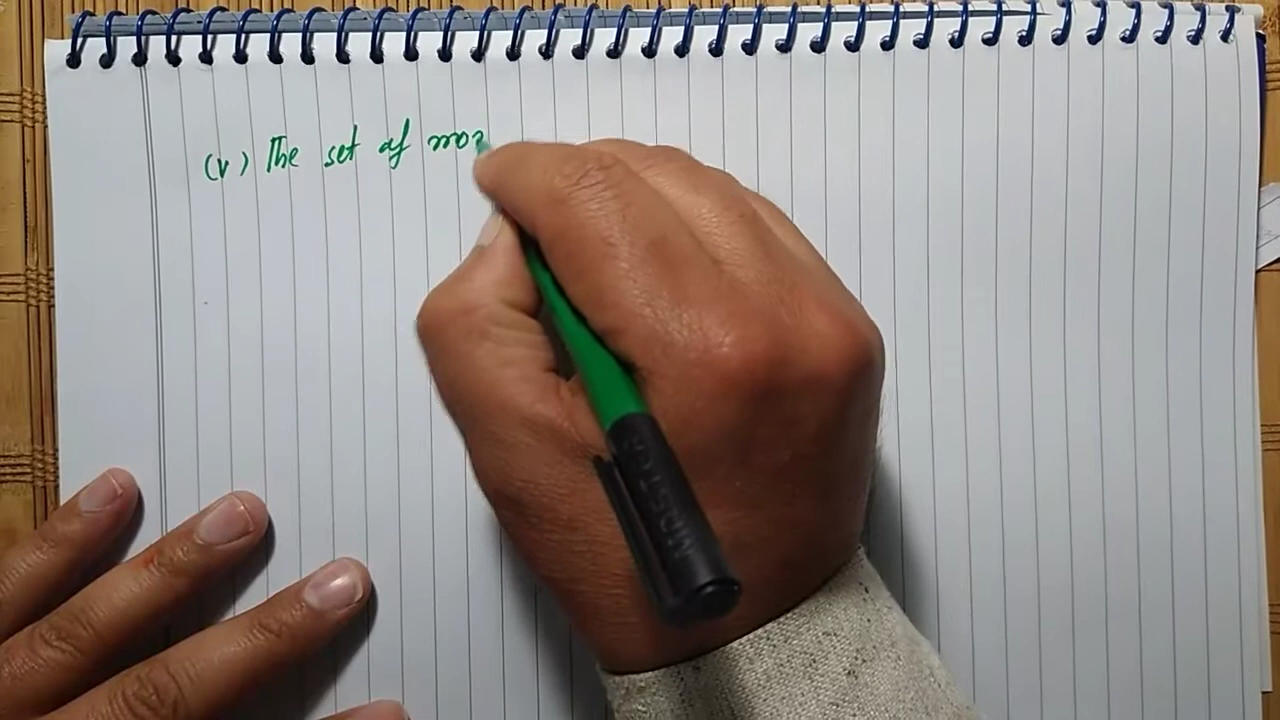 (v) The set of